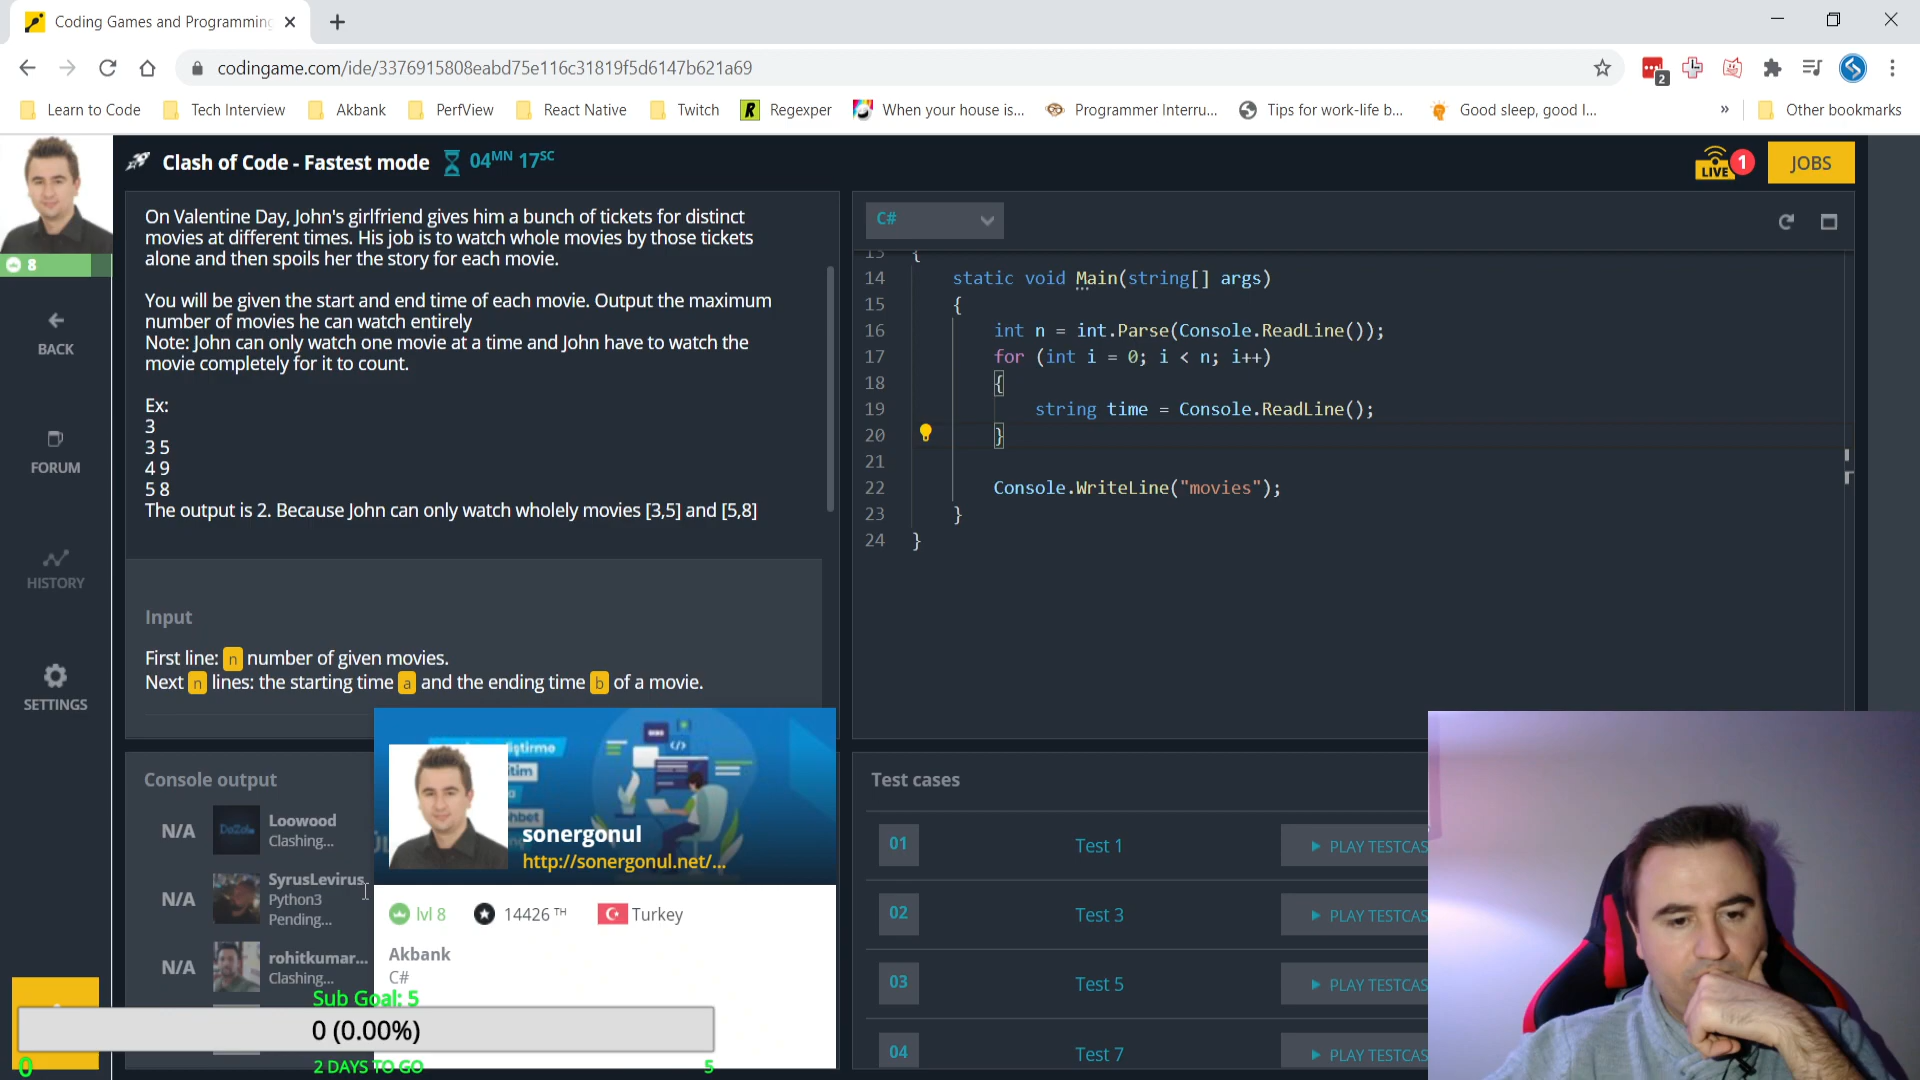 Coding Games and Programming
codingame.com/ide/3376915808eabd75e116c31819f5d6147b621a69
2
Learn to Code
Tech Interview
Akbank
PerfView
React Native
Twitch
R
Regexper
When your house is...
Programmer Interru...
Tips for work-life b...
Good sleep, good l...
»
Other bookmarks
8
BACK
FORUM
HISTORY
SETTINGS
Clash of Code - Fastest mode
04MN 17SC
LIVE
1
JOBS
On Valentine Day, John's girlfriend gives him a bunch of tickets for distinct
movies at different times. His job is to watch whole movies by those tickets
alone and then spoils her the story for each movie.
You will be given the start and end time of each movie. Output the maximum
number of movies he can watch entirely
Note: John can only watch one movie at a time and John have to watch the
movie completely for it to count.
Ex:
3
3 5
4 9
5 8
The output is 2. Because John can only watch wholely movies [3,5] and [5,8]
Input
First line: n number of given movies.
Next n lines: the starting time a and the ending time b of a movie.
C#
13 {
14 static void Main(string[] args)
15 {
16 int n = int.Parse(Console.ReadLine());
17 for (int i = 0; i < n; i++)
18 {
19 string time = Console.ReadLine();
20 }
21
22 Console.WriteLine("movies");
23 }
24 }
Console output
N/A
Loowood
Clashing...
N/A
SyrusLevirus
Python3
Pending...
N/A
rohitkumar...
Clashing...
sonergonul
http://sonergonul.net/...
lvl 8
14426 TH
Turkey
Akbank
C#
Sub Goal: 5
0 (0.00%)
0
2 DAYS TO GO
5
Test cases
01
Test 1
PLAY TESTCAS
02
Test 3
PLAY TESTCAS
03
Test 5
PLAY TESTCAS
04
Test 7
PLAY TESTCAS